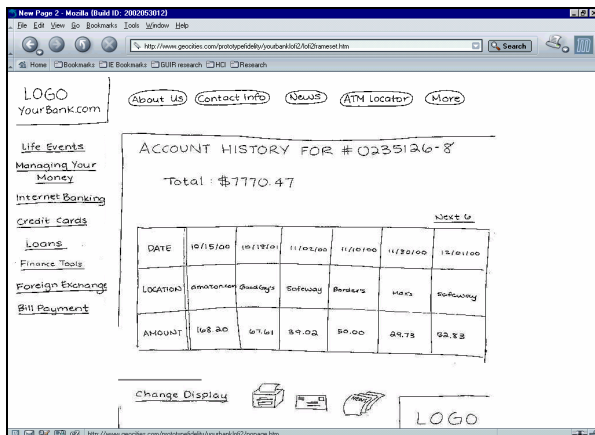 New Page 2 - Mozilla {Build ID: 2002053012}
File Edit View Go Bookmarks Tools Window Help
http://www.geocities.com/prototypefidelity/yourbanklofi2/lofi2frameset.htm
Search
Home Bookmarks IE Bookmarks GUIR research HCI Research
LOGO
YourBank.com
About Us Contact Info News ATM Locator More
Life Events
Managing Your
Money
Internet Banking
Credit Cards
Loans
Finance Tools
Foreign Exchange
Bill Payment
ACCOUNT HISTORY FOR #0235126-8
Total : $7770.47
Next 6
DATE 10/15/00 11/02/00 11/10/00 11/30/00 12/01/00
LOCATION amazon.com Safeway Borders Safeway
AMOUNT 168.20 67.61 39.02 50.00 29.73 52.83
Change Display
LOGO